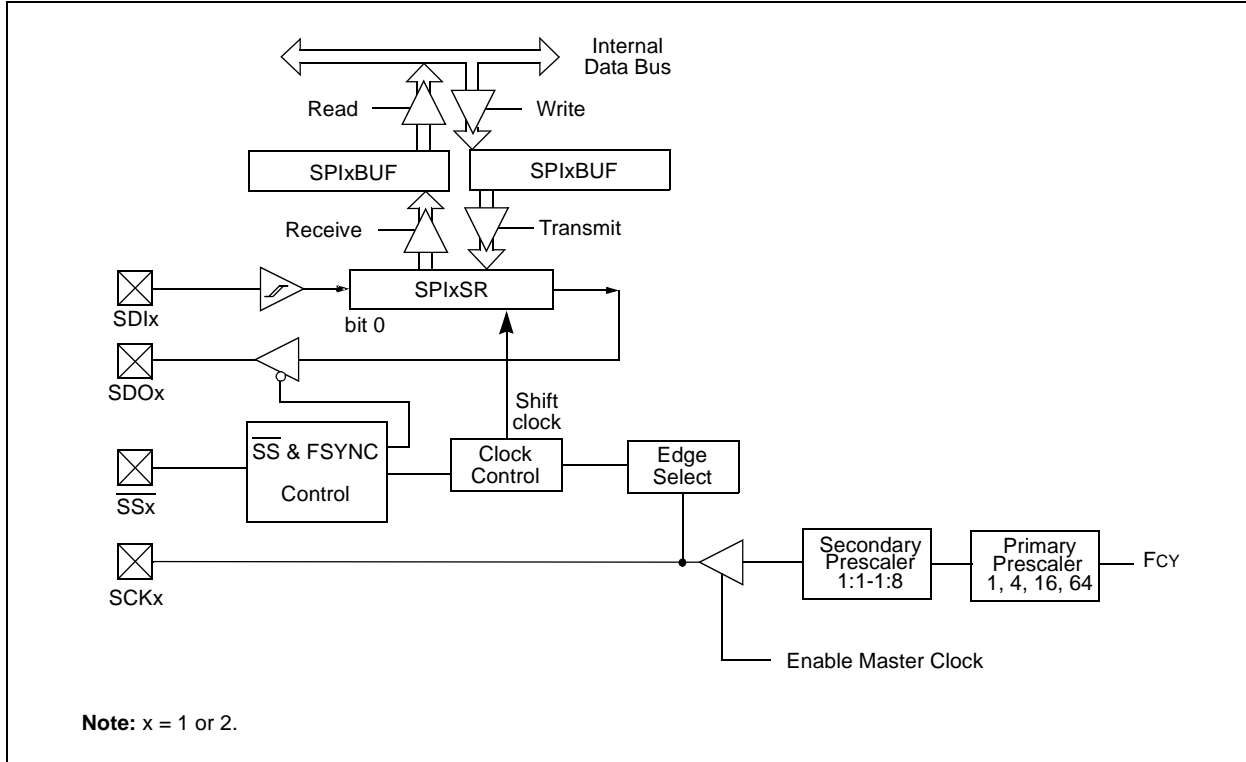 Internal
Data Bus
Read
Write
SPIxBUF
SPIxBUF
Receive
Transmit
SDIx
SPIxSR
bit 0
SDOx
Shift
clock
SS & FSYNC
Control
Clock
Control
Edge
Select
SSx
SCKx
Secondary
Prescaler
1:1-1:8
Primary
Prescaler
1, 4, 16, 64
FCY
Enable Master Clock
Note: x = 1 or 2.